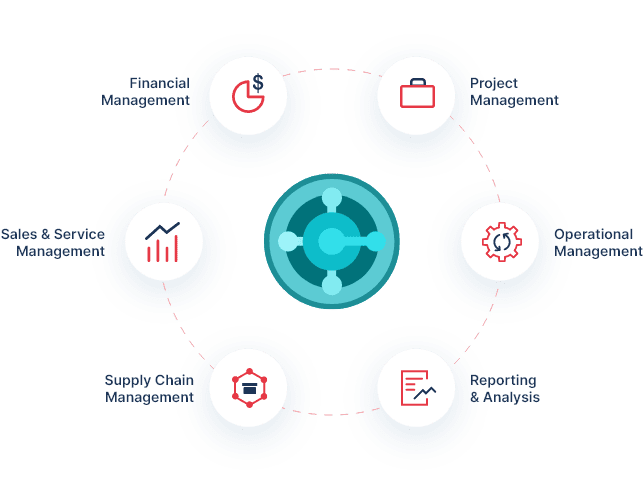 Financial
Management
Project
Management
Sales & Service
Management
Operational
Management
Supply Chain
Management
Reporting
& Analysis
$